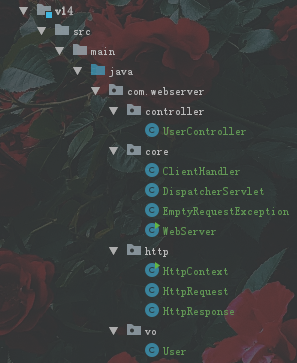 v14
src
main
java
com.webserver
controller
UserController
core
ClientHandler
DispatcherServlet
EmptyRequestException
WebServer
http
HttpContext
HttpRequest
HttpResponse
vo
User